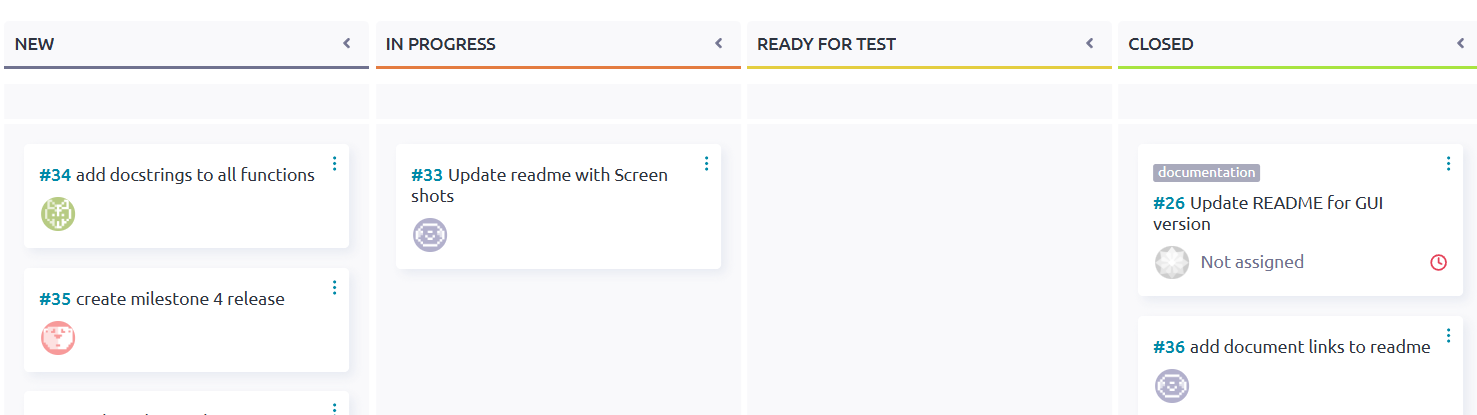 NEW
IN PROGRESS
READY FOR TEST
CLOSED
#34 add docstrings to all functions
#35 create milestone 4 release
#33 Update readme with Screen
shots
documentation
#26 Update README for GUI
version
Not assigned
#36 add document links to readme